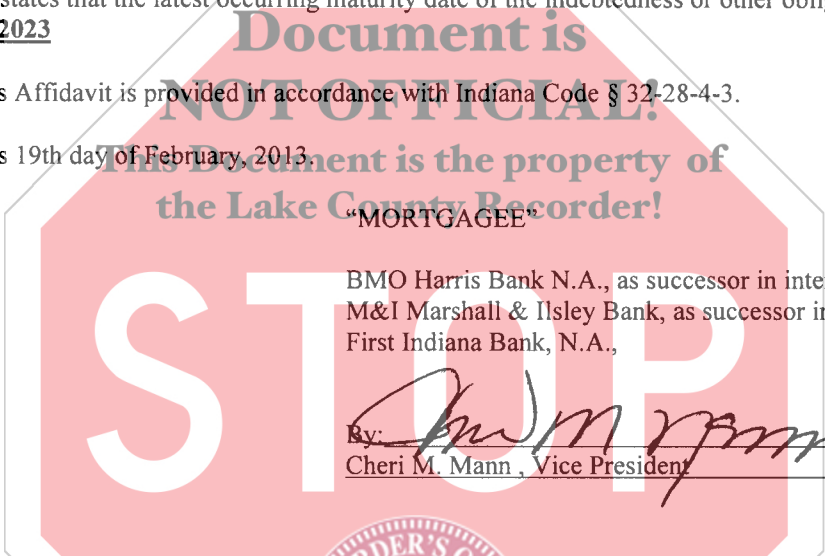 states that the latest occurring maturity date of the indebtedness or other
Document is
2023
NOT OFFICIAL!
s Affidavit is provided in accordance with Indiana Code § 32-28-4-3.
s 19th day of February, 2013.
This Document is the property of
the Lake County Recorder!
“MORTGAGEE”
BMO Harris Bank N.A., as successor in
M&I Marshall & Ilsley Bank, as successor
First Indiana Bank, N.A.,
STOP
By:
Cheri M. Mann , Vice President